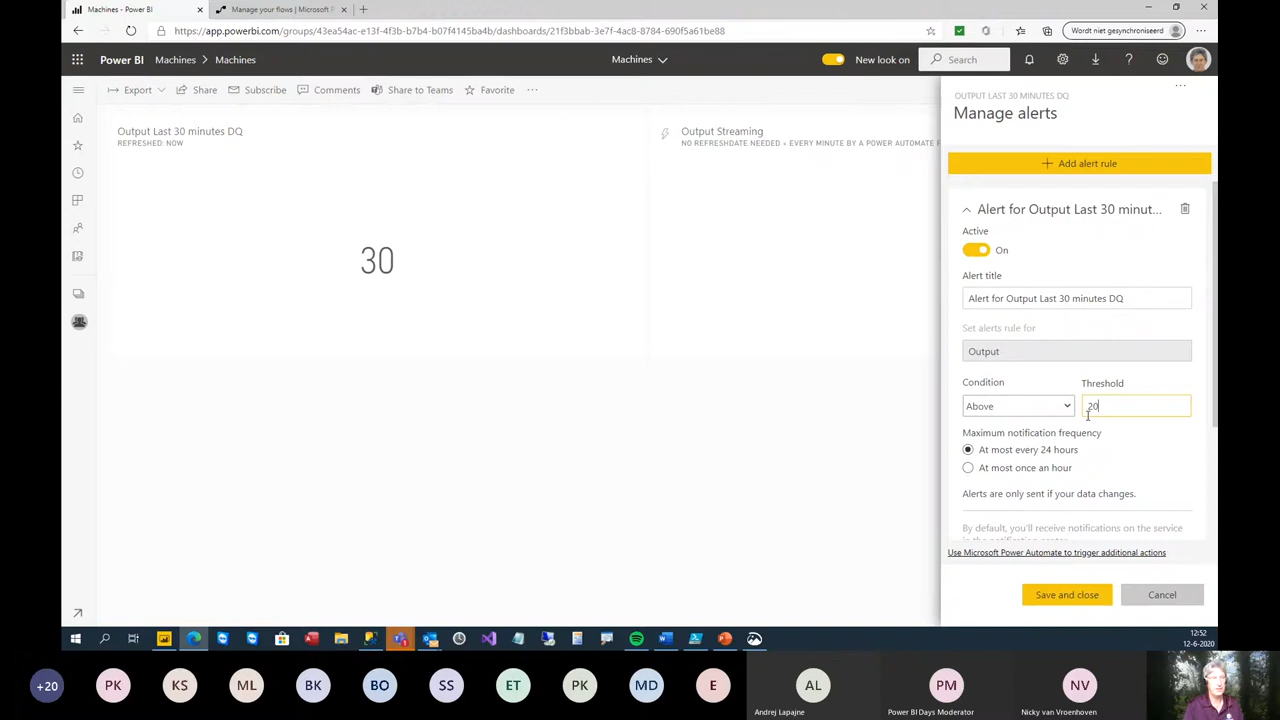 Machines - Power BI
Manage your flows | Microsoft P
https://app.powerbi.com/groups/43ea54ac-e13f-4f3b-b7b4-b07f4145ba4b/dashboards/21f3bbab-3e7f-4ac8-8784-690f5a61be88
Wordt niet gesynchroniseerd
Power BI Machines > Machines
Machines
New look on
Search
Export Share Subscribe Comments Share to Teams Favorite
Output Last 30 minutes DQ
REFRESHED: NOW
30
Output Streaming
NO REFRESHDATE NEEDED • EVERY MINUTE BY A POWER AUTOMATE F
OUTPUT LAST 30 MINUTES DQ
Manage alerts
+ Add alert rule
Alert for Output Last 30 minut...
Active
On
Alert title
Alert for Output Last 30 minutes DQ
Set alerts rule for
Output
Condition Threshold
Above 20
Maximum notification frequency
At most every 24 hours
At most once an hour
Alerts are only sent if your data changes.
By default, you'll receive notifications on the service
in the notification center
Use Microsoft Power Automate to trigger additional actions
Save and close Cancel
12:52
12-6-2020
+20 PK KS ML BK BO SS ET PK MD E AL PM NV
Andrej Lapajne Power BI Days Moderator Nicky van Vroenhoven